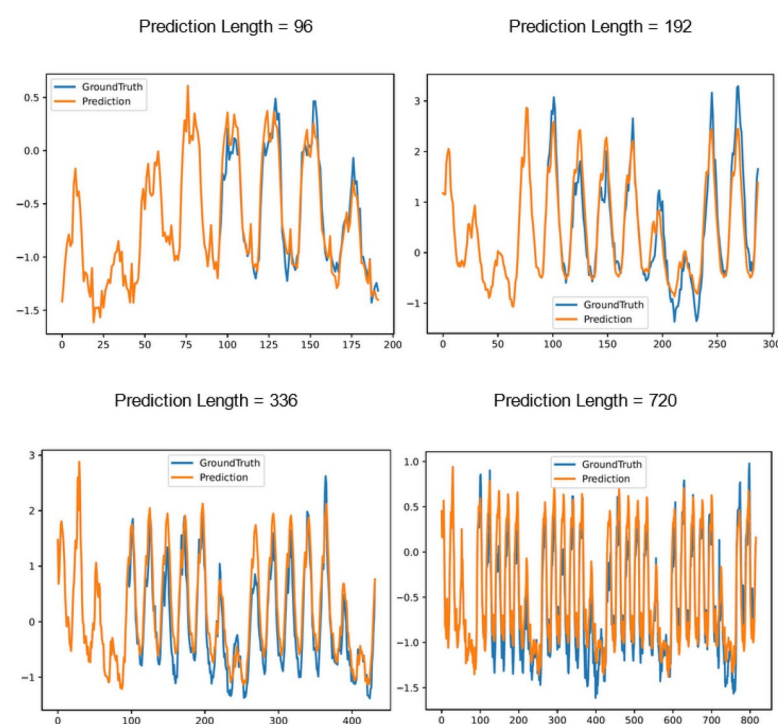 Prediction Length = 96
Prediction Length = 192
GroundTruth
Prediction
0.5
0.0
−0.5
−1.0
−1.5
0 25 50 75 100 125 150 175 200
3
2
1
0
−1
GroundTruth
Prediction
0 50 100 150 200 250 300
Prediction Length = 336
Prediction Length = 720
GroundTruth
Prediction
3
2
1
0
−1
0 100 200 300 400
GroundTruth
Prediction
1.0
0.5
0.0
−0.5
−1.0
−1.5
0 100 200 300 400 500 600 700 800